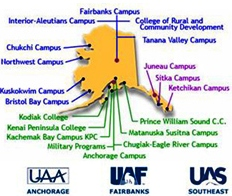 Fairbanks Campus
Interior-Aleutians Campus
College of Rural and
Community Development
Tanana Valley Campus
Chukchi Campus
Northwest Campus
Juneau Campus
Sitka Campus
Ketchikan Campus
Kuskokwim Campus
Bristol Bay Campus
Kodiak College
Kenai Peninsula College
Kachemak Bay Campus KPC
Military Programs
Anchorage Campus
Prince William Sound C.C.
Matanuska Susitna Campus
Chugiak-Eagle River Campus
UAA
ANCHORAGE
UAF
FAIRBANKS
UAS
SOUTHEAST